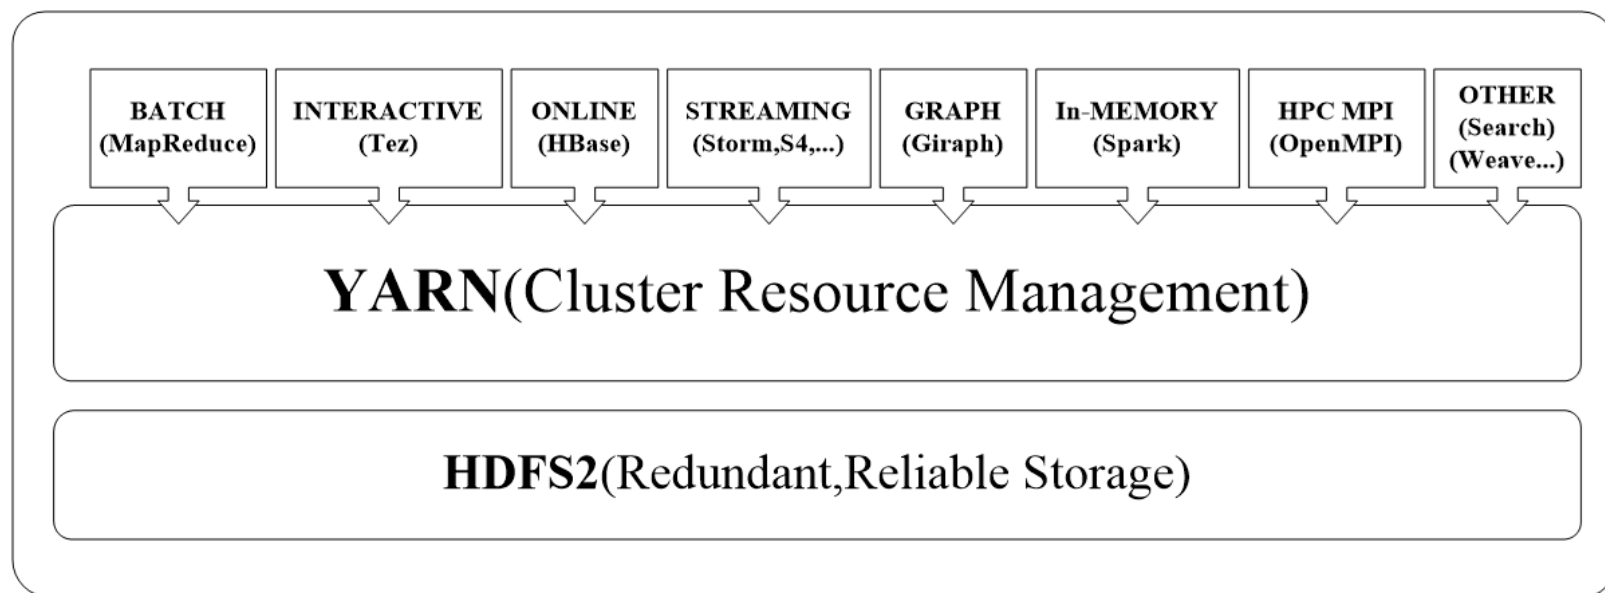 BATCH
(MapReduce)
INTERACTIVE
(Tez)
ONLINE
(HBase)
STREAMING
(Storm,S4,...)
GRAPH
(Giraph)
In-MEMORY
(Spark)
HPC MPI
(OpenMPI)
OTHER
(Search)
(Weave...)
YARN(Cluster Resource Management)
HDFS2(Redundant,Reliable Storage)